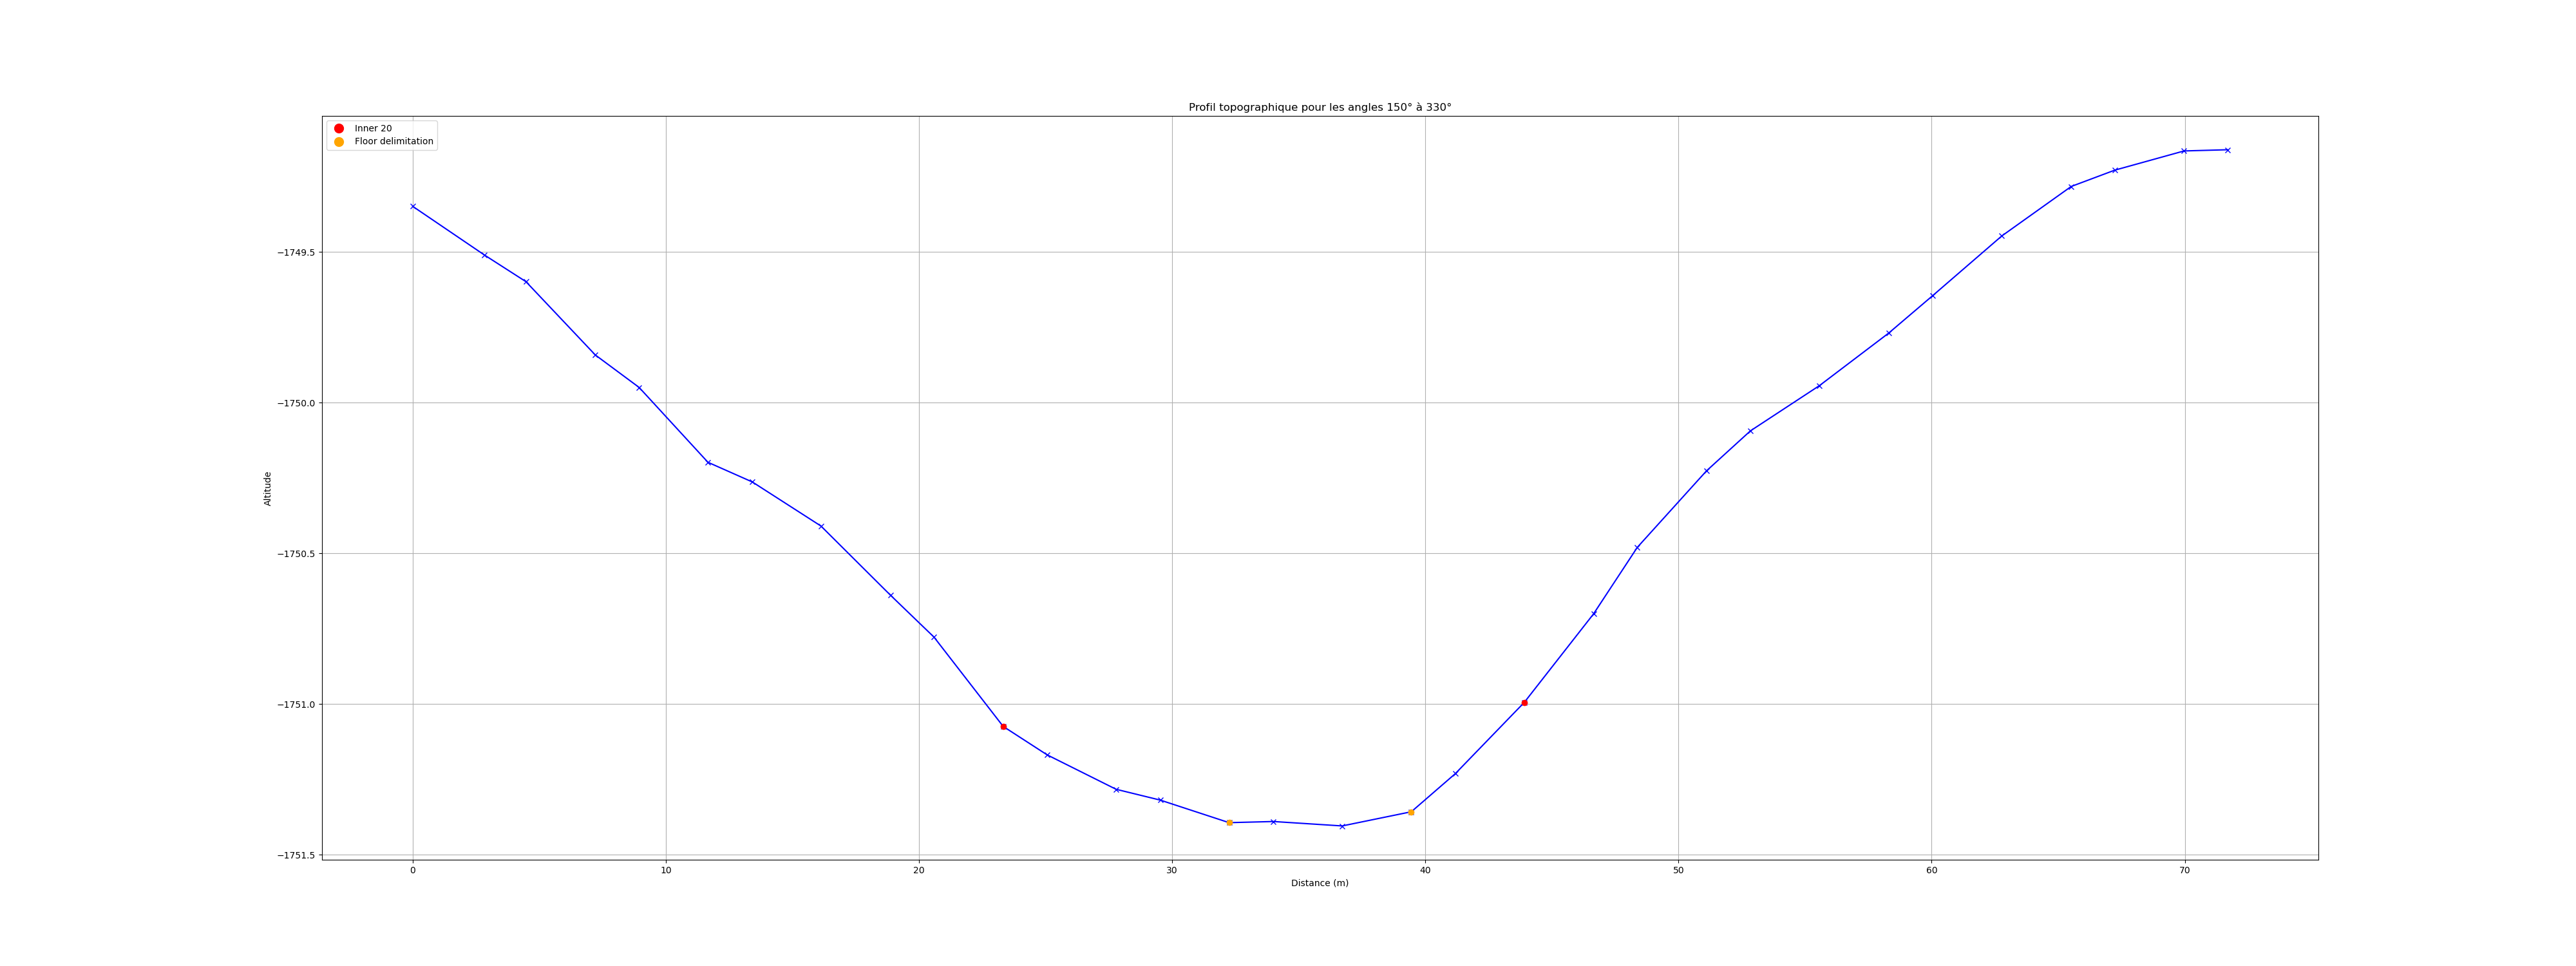 Profil topographique pour les angles 150° à 330°
Inner 20
Floor delimitation
Altitude
−1749.5
−1750.0
−1750.5
−1751.0
−1751.5
0 10 20 30 40 50 60 70
Distance (m)